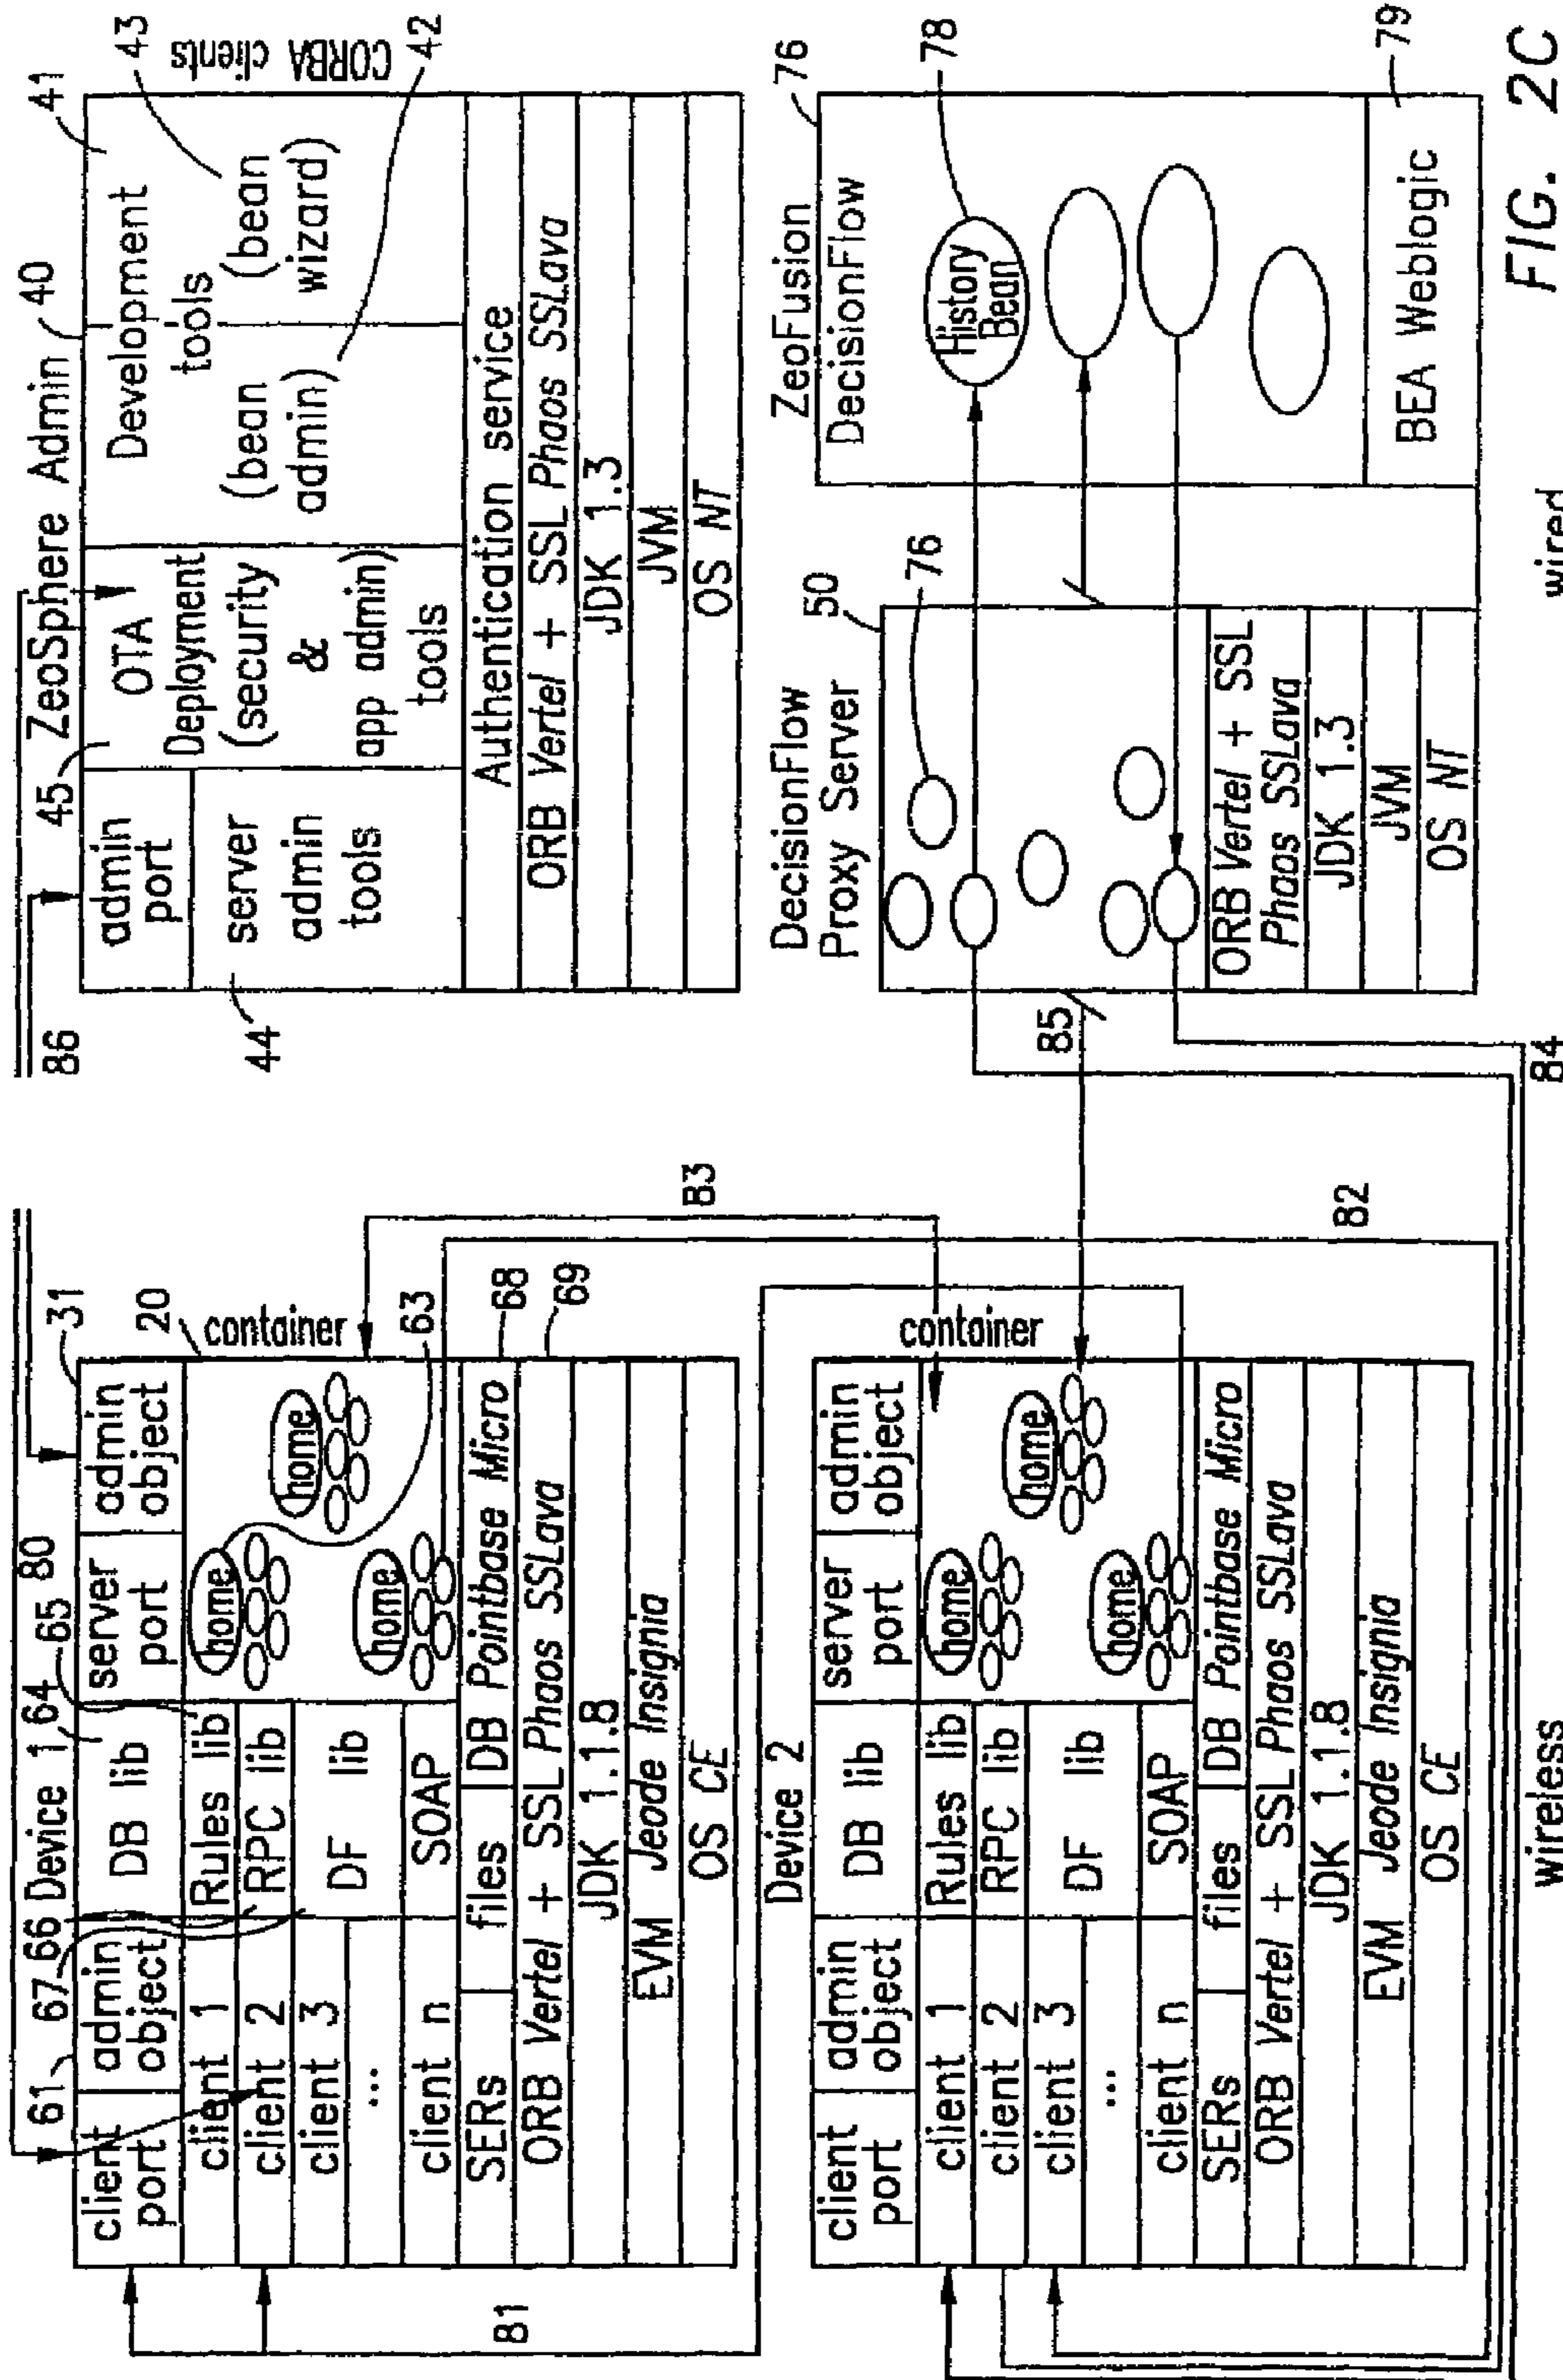 86
ZeoSphere Admin
40
41
43
CORBA clients
42
45
admin
port
OTA
Deployment
(security
&
app admin)
tools
Development
tools
(bean
admin)
(bean
wizard)
44
server
admin
tools
Authentication service
ORB Vertel + SSL Phaos SSLava
JDK 1.3
JVM
OS NT
DecisionFlow
Proxy Server
50
76
ORB Vertel + SSL
Phaos SSLava
JDK 1.3
JVM
OS NT
ZeoFusion
DecisionFlow
76
History
Bean
78
BEA Weblogic
79
85
84
wired
FIG. 2C
61
67
66
Device 1
64
65
80
31
client
port
admin
object
DB lib
server
port
admin
object
20
container
client 1
client 2
client 3
...
client n
Rules lib
RPC lib
DF lib
SOAP
home
home
home
63
SERs
files
DB Pointbase Micro
68
ORB Vertel + SSL Phaos SSLava
69
JDK 1.1.8
EVM Jeode Insignia
OS CE
81
83
82
Device 2
client
port
admin
object
DB lib
server
port
admin
object
container
client 1
client 2
client 3
...
client n
Rules lib
RPC lib
DF lib
SOAP
home
home
home
SERs
files
DB Pointbase Micro
ORB Vertel + SSL Phaos SSLava
JDK 1.1.8
EVM Jeode Insignia
OS CE
wireless